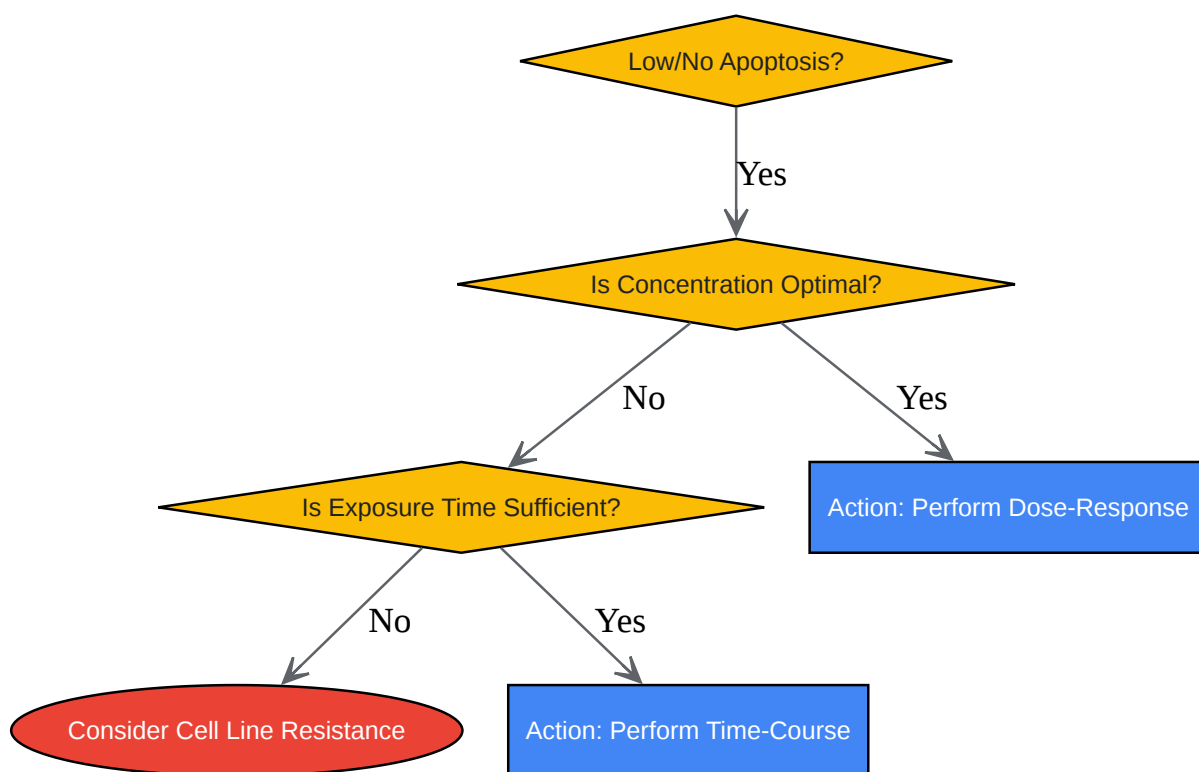 Low/No Apoptosis?
Yes
Is Concentration Optimal?
No
Yes
Is Exposure Time Sufficient?
Action: Perform Dose-Response
No
Yes
Consider Cell Line Resistance
Action: Perform Time-Course